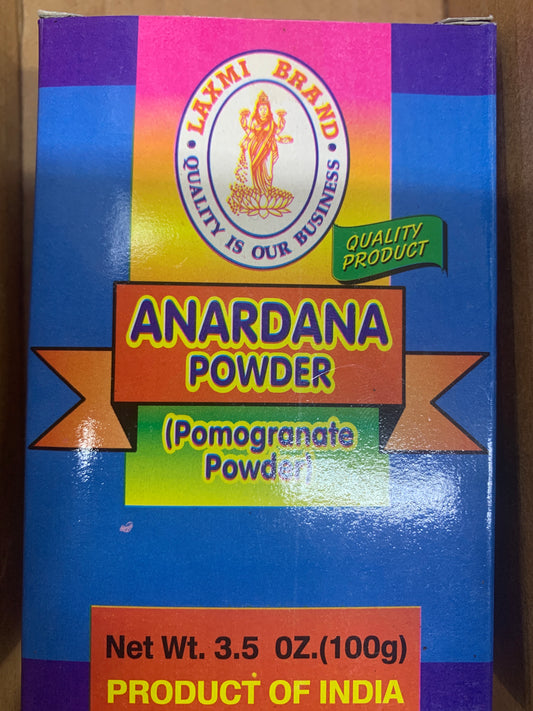 LAXMI BRAND
• QUALITY IS OUR BUSINESS •
QUALITY
PRODUCT
ANARDANA
POWDER
(Pomogranate
Powder)
Net Wt. 3.5 OZ.(100g)
PRODUCT OF INDIA